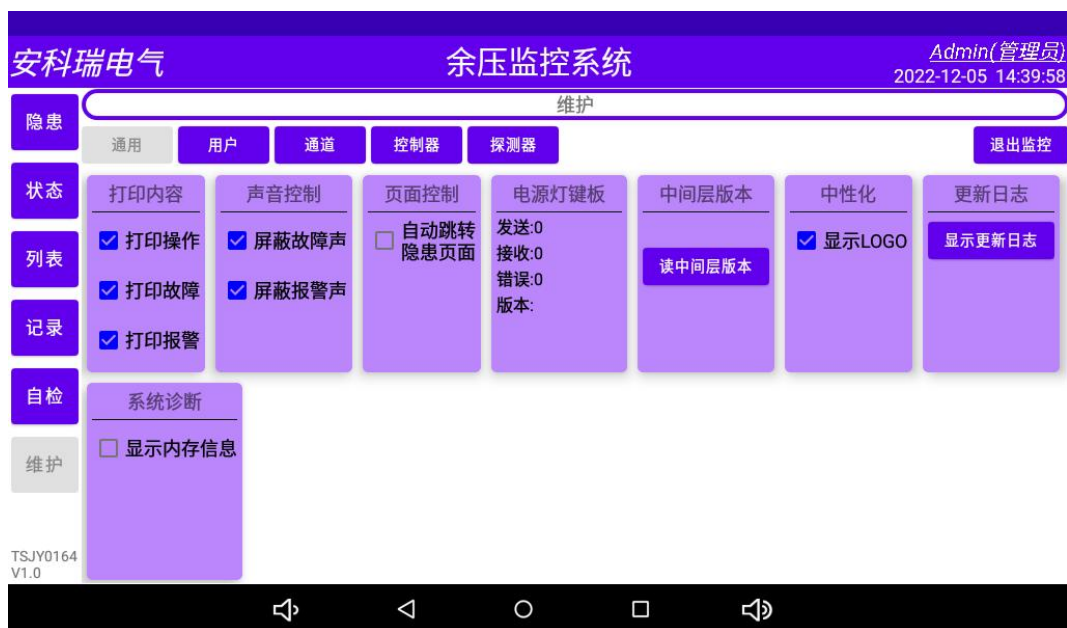 安科瑞电气
余压监控系统
Admin(管理员)
2022-12-05 14:39:58
维护
隐患
状态
列表
记录
自检
维护
TSJY0164
V1.0
通用
用户
通道
控制器
探测器
退出监控
打印内容
打印操作
打印故障
打印报警
声音控制
屏蔽故障声
屏蔽报警声
页面控制
自动跳转
隐患页面
电源灯键板
发送:0
接收:0
错误:0
版本:
中间层版本
读中间层版本
中性化
显示LOGO
更新日志
显示更新日志
系统诊断
显示内存信息